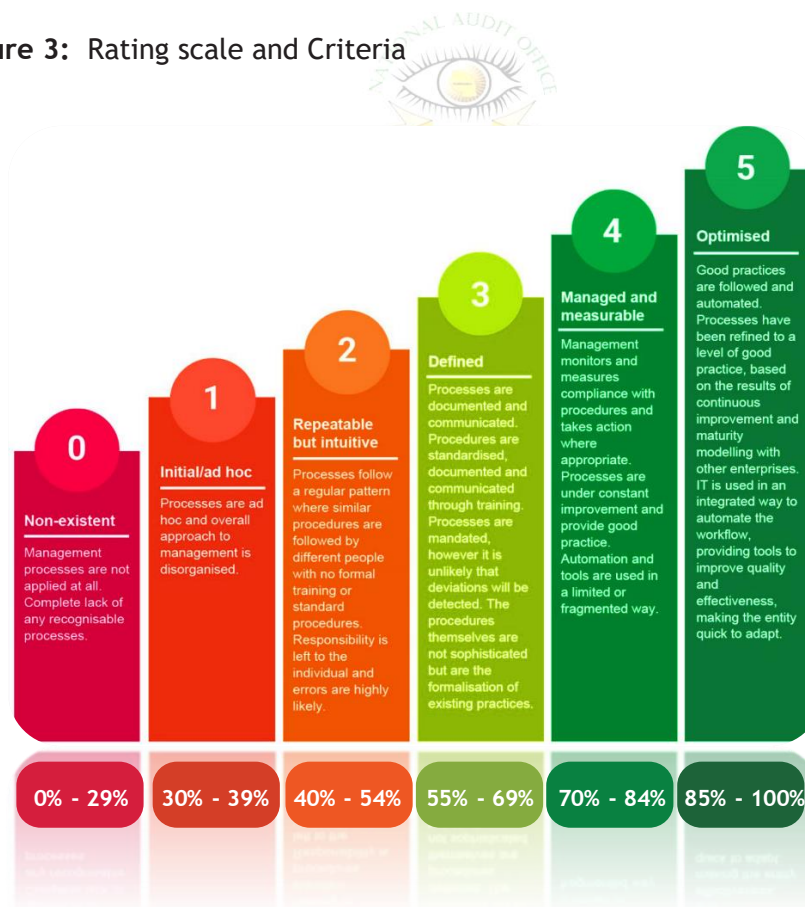 ure 3: Rating scale and Criteria
NATIONAL AUDIT OFFICE
0
Non-existent
Management
processes are not
applied at all.
Complete lack of
any recognisable
processes.
0% - 29%
1
Initial/ad hoc
Processes are ad
hoc and overall
approach to
management is
disorganised.
30% - 39%
2
Repeatable
but intuitive
Processes follow
a regular pattern
where similar
procedures are
followed by
different people
with no formal
training or
standard
procedures.
Responsibility is
left to the
individual and
errors are highly
likely.
40% - 54%
3
Defined
Processes are
documented and
communicated.
Procedures are
standardised,
documented and
communicated
through training.
Processes are
mandated,
however it is
unlikely that
deviations will be
detected. The
procedures
themselves are
not sophisticated
but are the
formalisation of
existing practices.
55% - 69%
4
Managed and
measurable
Management
monitors and
measures
compliance with
procedures and
takes action
where
appropriate.
Processes are
under constant
improvement and
provide good
practice.
Automation and
tools are used in
a limited or
fragmented way.
70% - 84%
5
Optimised
Good practices
are followed and
automated.
Processes have
been refined to a
level of good
practice, based
on the results of
continuous
improvement and
maturity
modelling with
other enterprises.
IT is used in an
integrated way to
automate the
workflow,
providing tools to
improve quality
and
effectiveness,
making the entity
quick to adapt.
85% - 100%